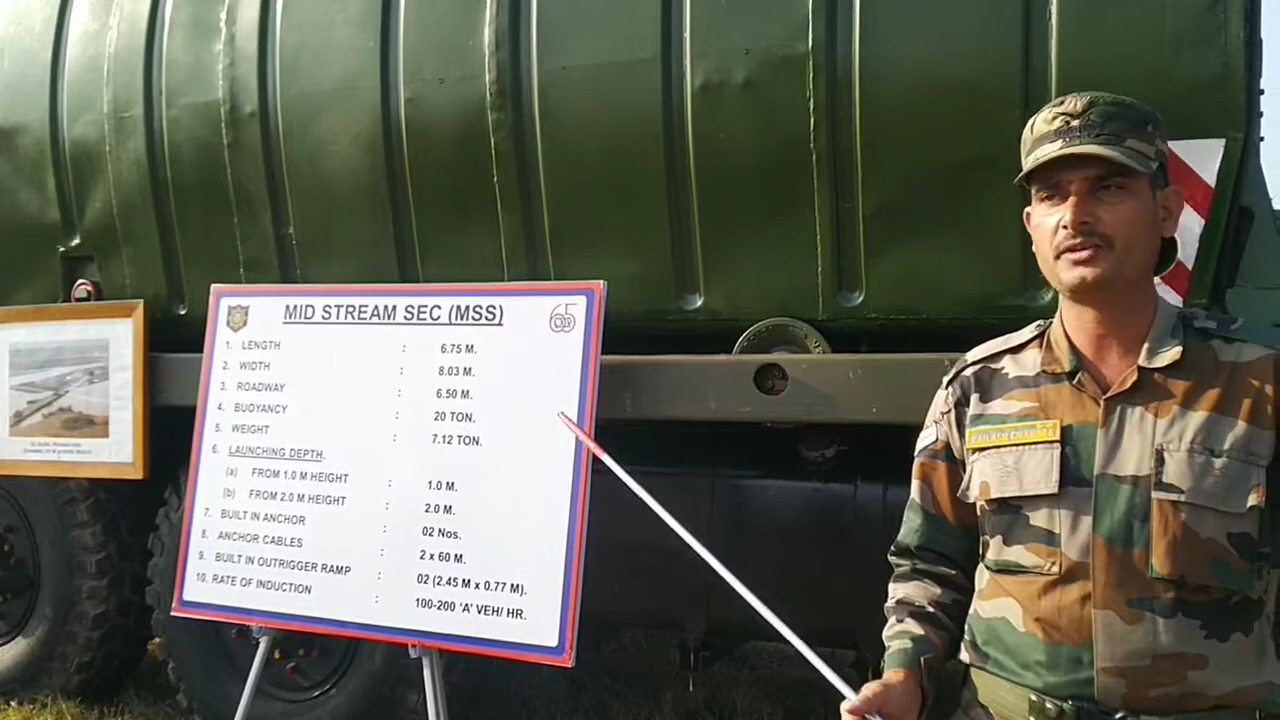 MID STREAM SEC (MSS)
65
1. LENGTH : 6.75 M.
2. WIDTH : 8.03 M.
3. ROADWAY : 6.50 M.
4. BUOYANCY : 20 TON.
5. WEIGHT : 7.12 TON.
6. LAUNCHING DEPTH.
(a) FROM 1.0 M HEIGHT : 1.0 M.
(b) FROM 2.0 M HEIGHT : 2.0 M.
7. BUILT IN ANCHOR : 02 Nos.
8. ANCHOR CABLES : 2 x 60 M.
9. BUILT IN OUTRIGGER RAMP : 02 (2.45 M x 0.77 M).
10. RATE OF INDUCTION : 100-200 ‘A’ VEH/ HR.